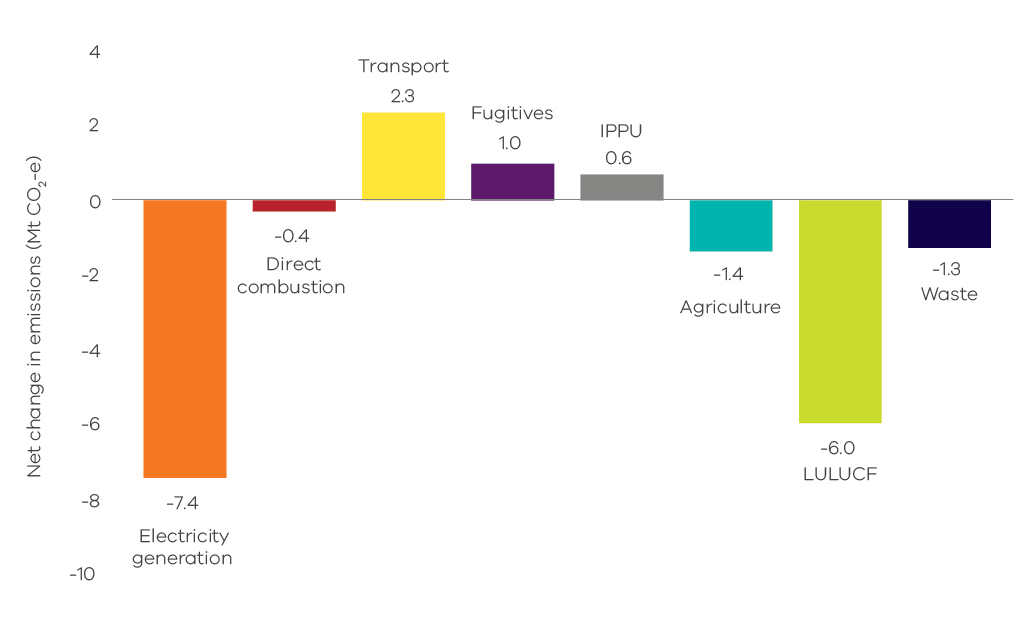 4
2
0
-2
-4
-6
-8
-10
Net change in emissions (Mt CO₂-e)
-7.4
Electricity
generation
-0.4
Direct
combustion
Transport
2.3
Fugitives
1.0
IPPU
0.6
-1.4
Agriculture
-6.0
LULUCF
-1.3
Waste